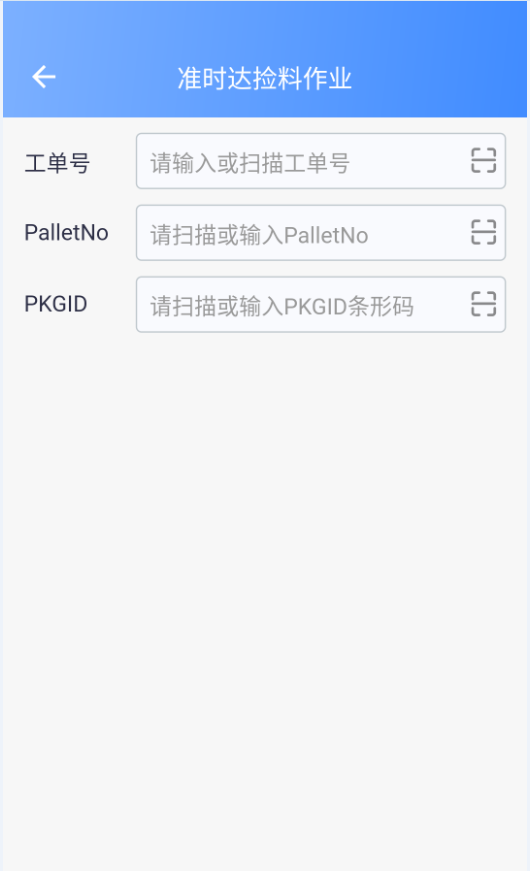 准时达捡料作业
工单号 请输入或扫描工单号
PalletNo 请扫描或输入PalletNo
PKGID 请扫描或输入PKGID条形码